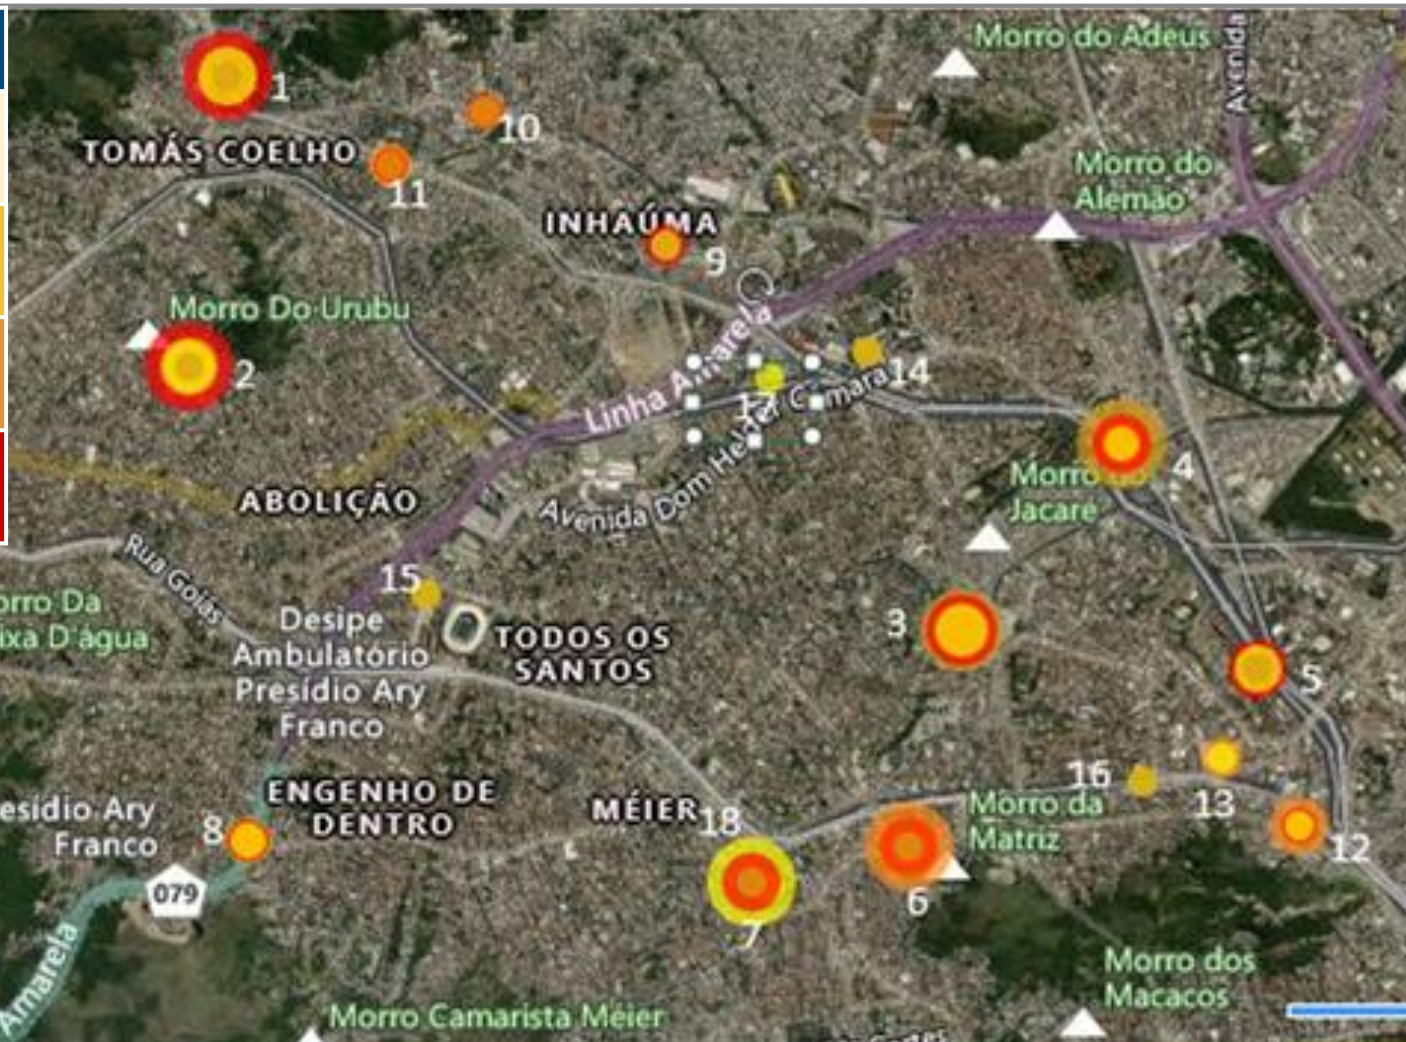 Morro do Adeus
Avenida
1
10
TOMÁS COELHO
11
Morro do
Alemão
INHAÚMA
9
Morro Do Urubu
2
Linha Amarela
14
17
Avenida Dom Helder Camara
4
Morro do
Jacaré
ABOLIÇÃO
Rua Goiás
15
orro Da
ixa D'água
Desipe
Ambulatório
Presídio Ary
Franco
TODOS OS
SANTOS
3
5
16
13
ENGENHO DE
DENTRO
MÉIER
18
Morro da
Matriz
esídio Ary
Franco
8
12
079
6
7
Amarela
Morro dos
Macacos
Morro Camarista Méier